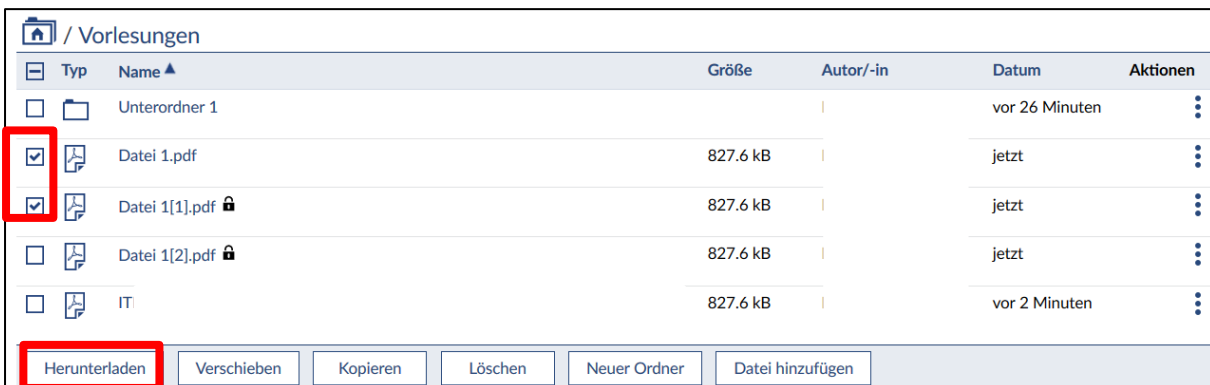 / Vorlesungen
Typ Name Größe Autor/-in Datum Aktionen
Unterordner 1 vor 26 Minuten
Datei 1.pdf 827.6 kB jetzt
Datei 1[1].pdf 827.6 kB jetzt
Datei 1[2].pdf 827.6 kB jetzt
IT 827.6 kB vor 2 Minuten
Herunterladen Verschieben Kopieren Löschen Neuer Ordner Datei hinzufügen